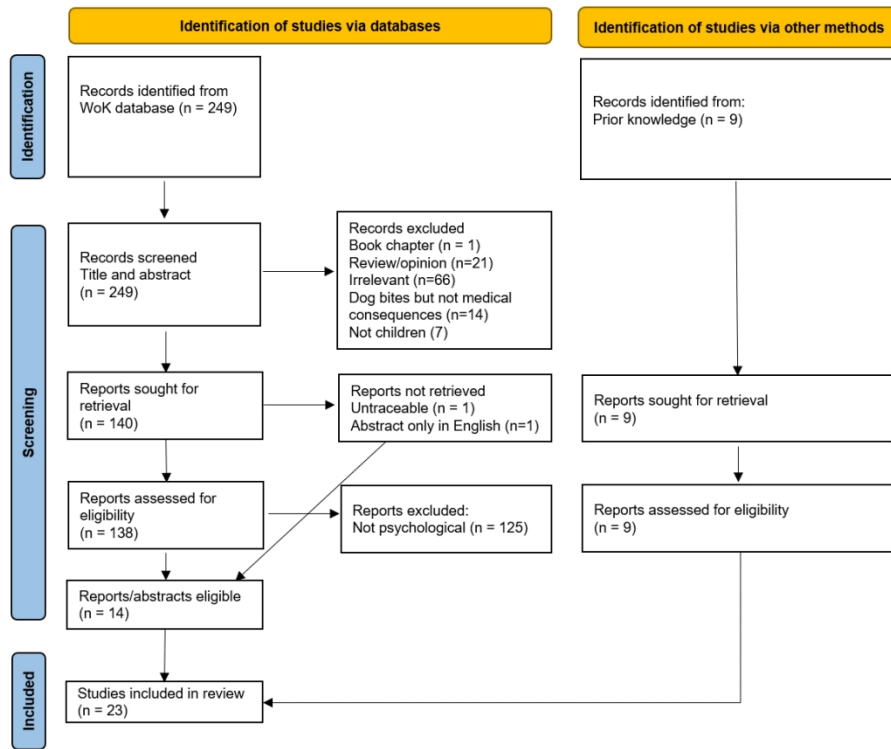 Identification of studies via databases
Identification of studies via other methods
Identification
Records identified from
WoK database (n = 249)
Records identified from:
Prior knowledge (n = 9)
Screening
Records screened
Title and abstract
(n = 249)
Records excluded
Book chapter (n = 1)
Review/opinion (n=21)
Irrelevant (n=66)
Dog bites but not medical
consequences (n=14)
Not children (7)
Reports sought for
retrieval
(n = 140)
Reports not retrieved
Untraceable (n = 1)
Abstract only in English (n=1)
Reports sought for retrieval
(n = 9)
Reports assessed for
eligibility
(n = 138)
Reports excluded:
Not psychological (n = 125)
Reports assessed for eligibility
(n = 9)
Reports/abstracts eligible
(n = 14)
Included
Studies included in review
(n = 23)